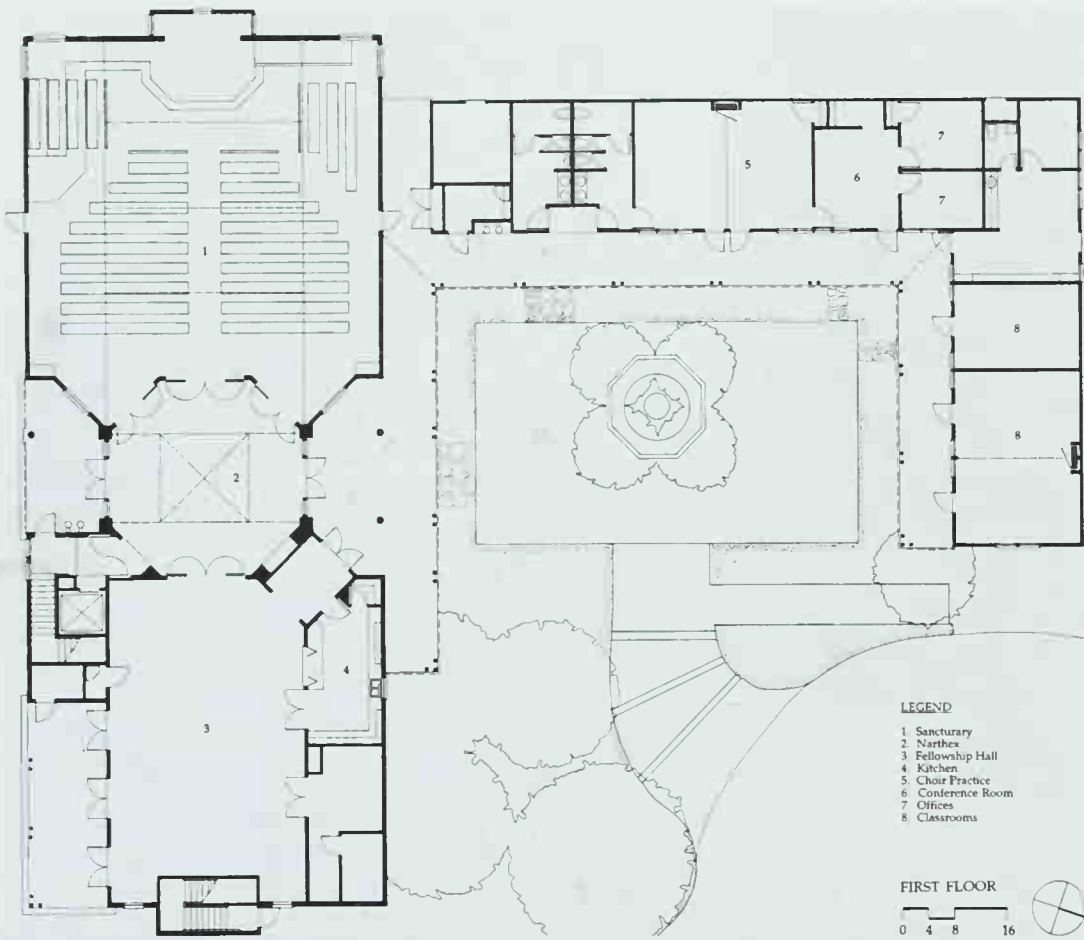 1
2
3
4
5
6
7
7
8
8
LEGEND
1. Sancturary
2. Narthex
3. Fellowship Hall
4. Kitchen
5. Choir Practice
6. Conference Room
7. Offices
8. Classrooms
FIRST FLOOR
0 4 8 16